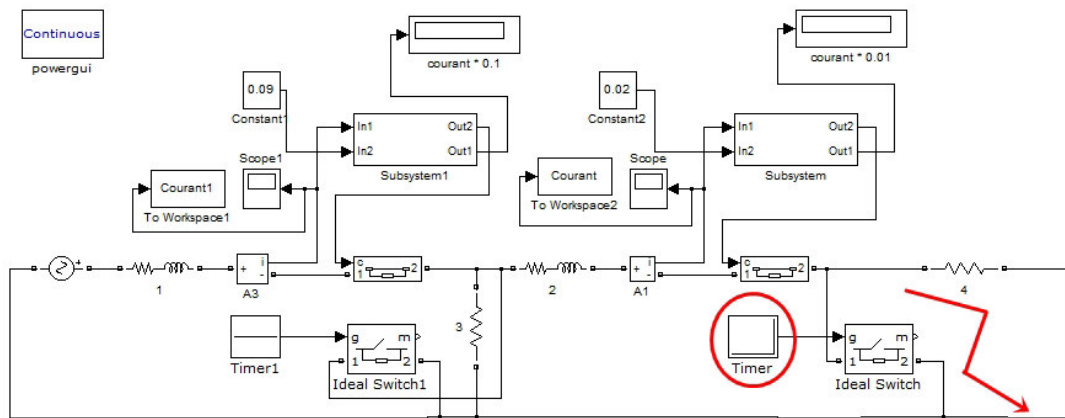 Continuous
powergui
courant * 0.1
courant * 0.01
0.09
Constant1
In1
In2
Out2
Out1
Subsystem1
0.02
Constant2
In1
In2
Out2
Out1
Subsystem
Scope1
Courant1
To Workspace1
Scope
Courant
To Workspace2
+
1
+
i
-
A3
c
1
2
2
+
i
-
A1
c
1
2
4
3
Timer1
g
m
1
2
Ideal Switch1
Timer
g
m
1
2
Ideal Switch